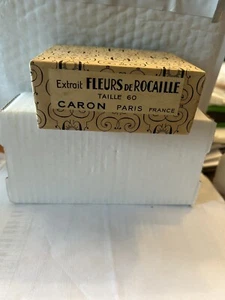 Extrait FLEURS DE ROCAILLE
TAILLE 60
CARON PARIS FRANCE